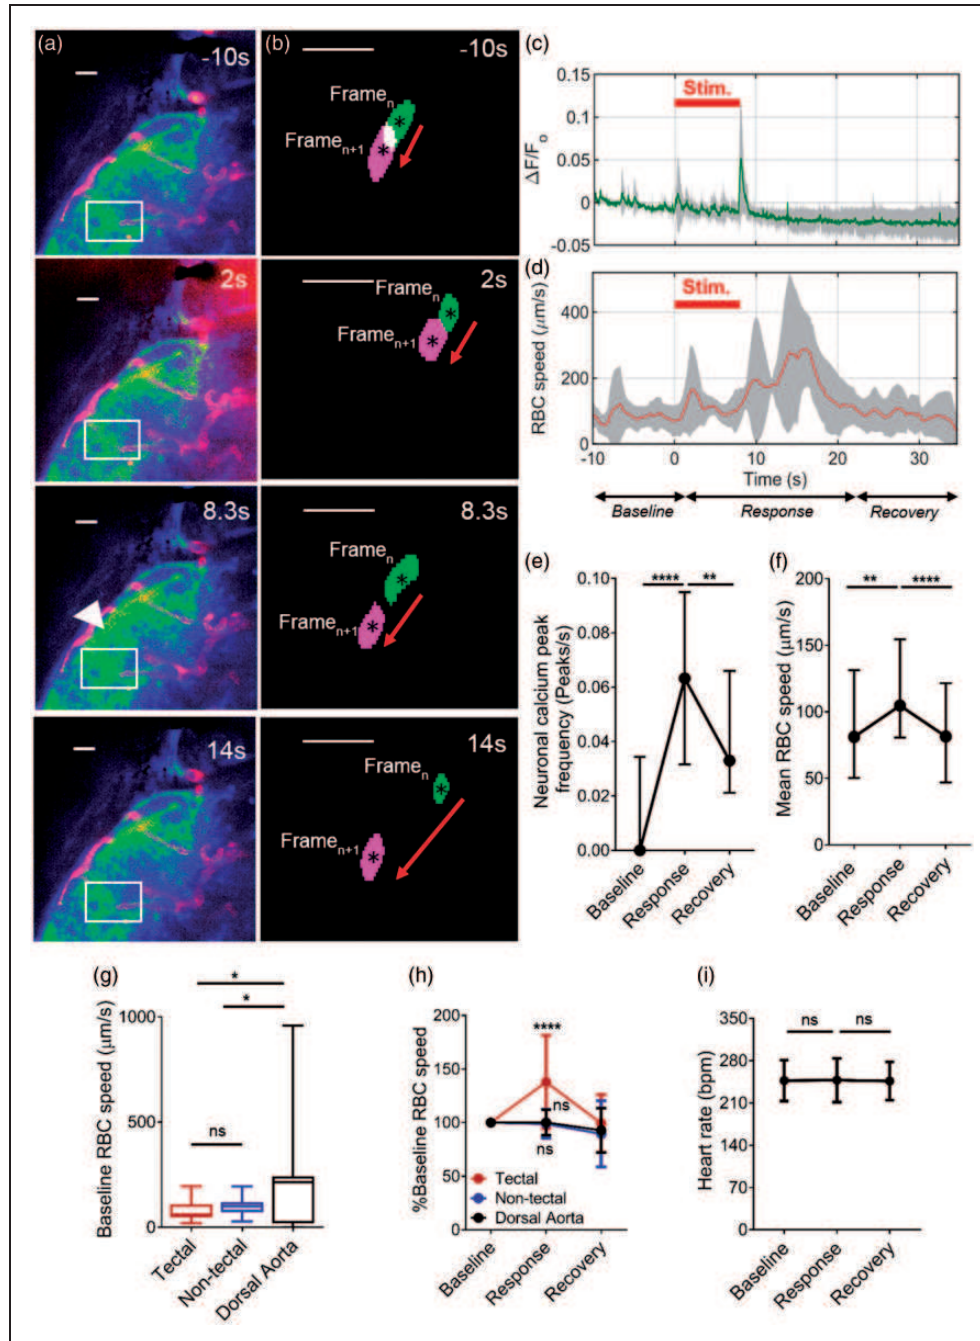 (a)
-10s
2s
8.3s
14s
(b)
-10s
Frame_n
Frame_n+1
2s
Frame_n
Frame_n+1
8.3s
Frame_n
Frame_n+1
14s
Frame_n
Frame_n+1
(c)
ΔF/F_o
0.15
0.10
0.05
0
-0.05
Stim.
(d)
RBC speed (μm/s)
400
200
0
Stim.
-10 0 10 20 30
Time (s)
Baseline Response Recovery
(e)
Neuronal calcium peak
frequency (Peaks/s)
0.10
0.08
0.06
0.04
0.02
0.00
**** **
Baseline
Response
Recovery
(f)
Mean RBC speed (μm/s)
200
150
100
50
0
** ****
Baseline
Response
Recovery
(g)
Baseline RBC speed (μm/s)
1000
500
0
*
*
ns
Tectal
Non-tectal
Dorsal Aorta
(h)
%Baseline RBC speed
200
150
100
50
0
****
ns
ns
Tectal
Non-tectal
Dorsal Aorta
Baseline
Response
Recovery
(i)
Heart rate (bpm)
350
280
210
140
70
0
ns ns
Baseline
Response
Recovery